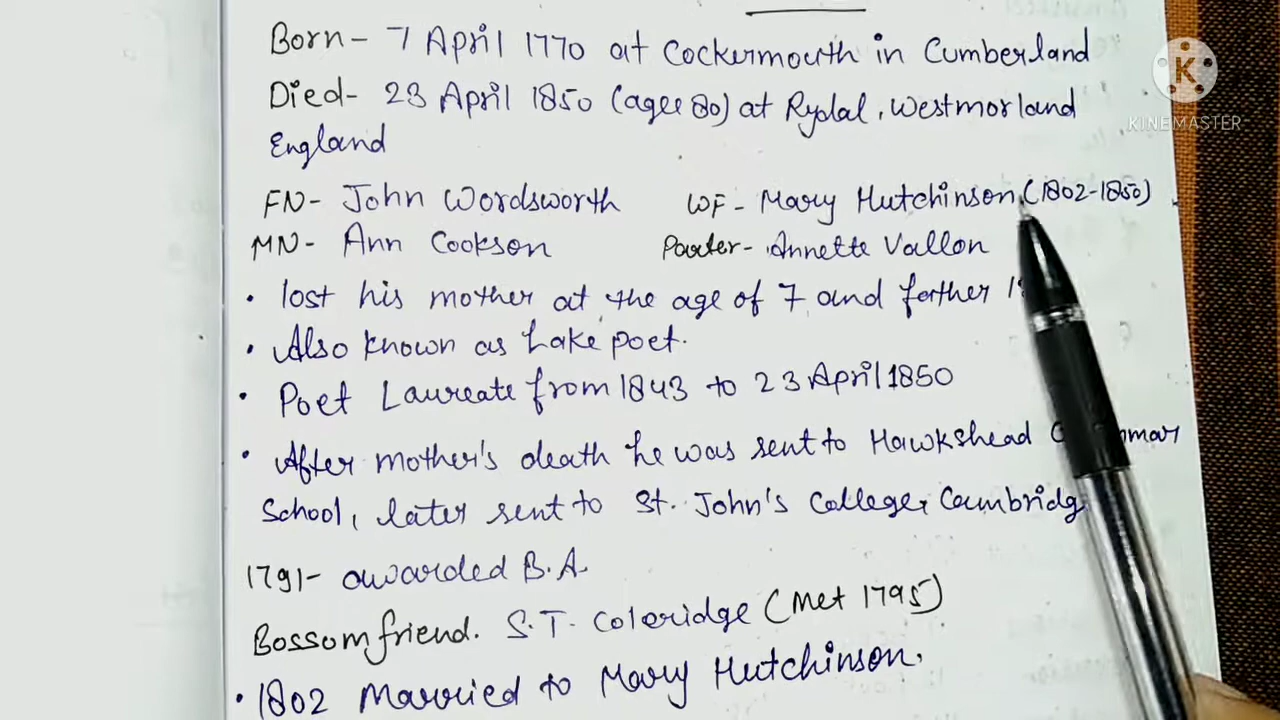 Born- 7 April 1770 at Cockermouth in Cumberland
Died- 23 April 1850 (agee 80) at Rydal, Westmorland
England
FN- John Wordsworth WF- Mary Hutchinson (1802-1850)
MN- Ann Cookson Parter- Annette Vallon
• lost his mother at the age of 7 and farther
• Also known as Lake poet.
• Poet Laureate from 1843 to 23 April 1850
• After mother's death he was sent to Hawkshead
School, later sent to St. John's College, Cambridg
1791- awarded B.A.
Bossom friend. S.T. Coleridge (Met 1795)
• 1802 Married to Mary Hutchinson.
K
KINEMASTER